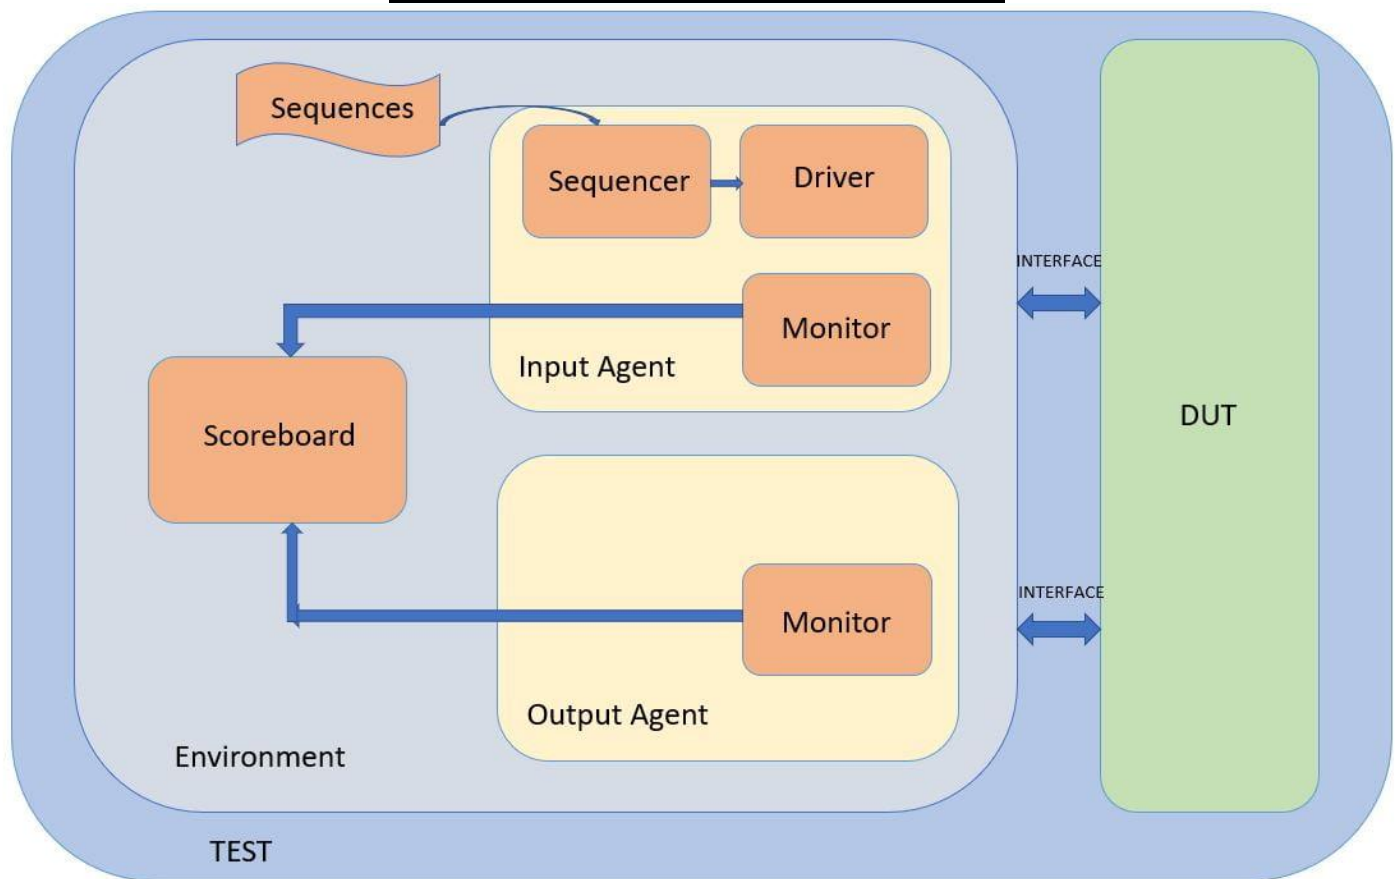 Sequences
Sequencer
Driver
INTERFACE
Monitor
Input Agent
DUT
Scoreboard
INTERFACE
Monitor
Output Agent
Environment
TEST